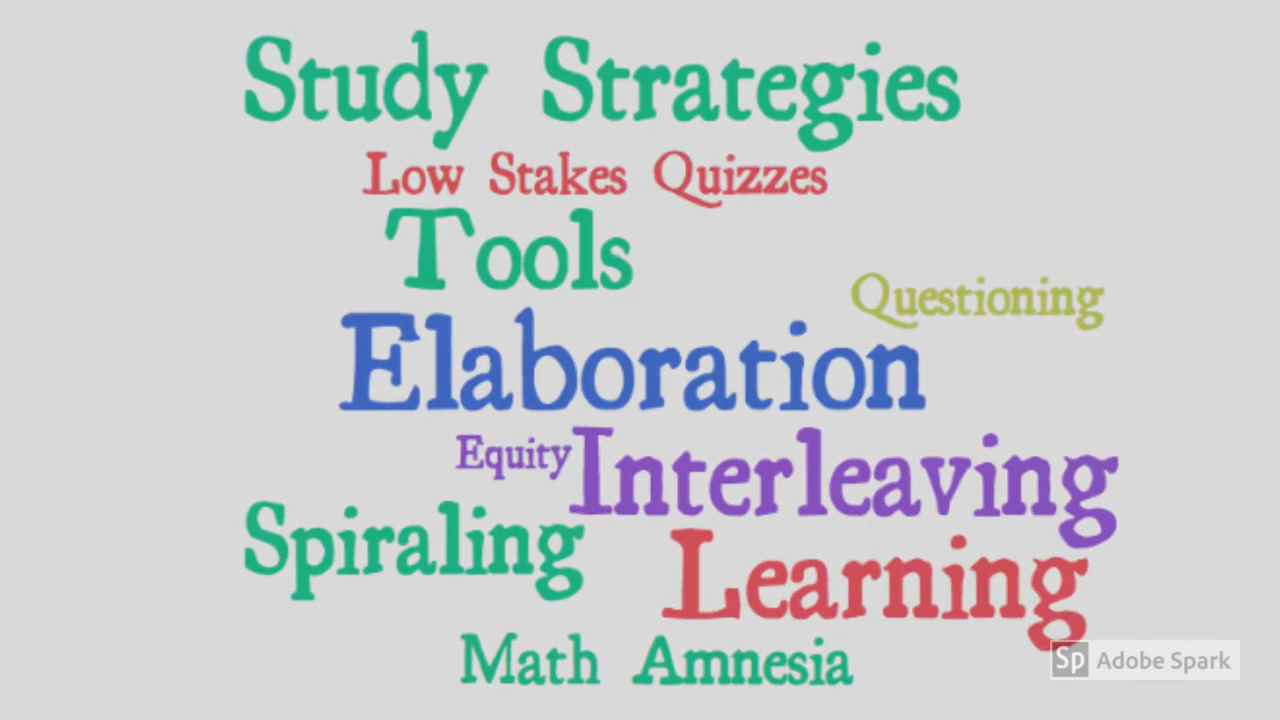 Study Strategies
Low Stakes Quizzes
Tools
Questioning
Elaboration
Equity
Interleaving
Spiraling
Learning
Math Amnesia
Sp Adobe Spark